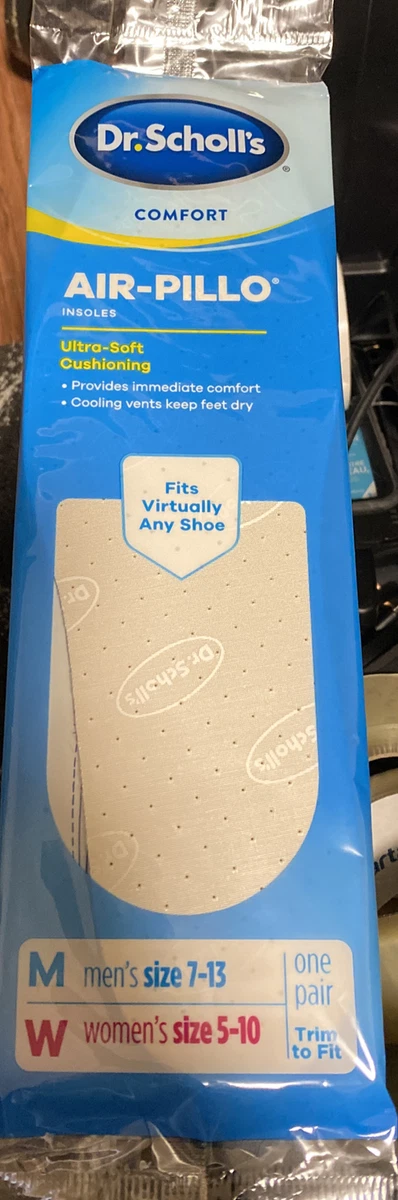 Dr.Scholl's
®
COMFORT
AIR-PILLO®
INSOLES
Ultra-Soft
Cushioning
• Provides immediate comfort
• Cooling vents keep feet dry
Fits
Virtually
Any Shoe
Dr.
Dr.Scholl's
Scholl's
Dr.
M men's size 7-13
W women's size 5-10
one
pair
Trim
to Fit